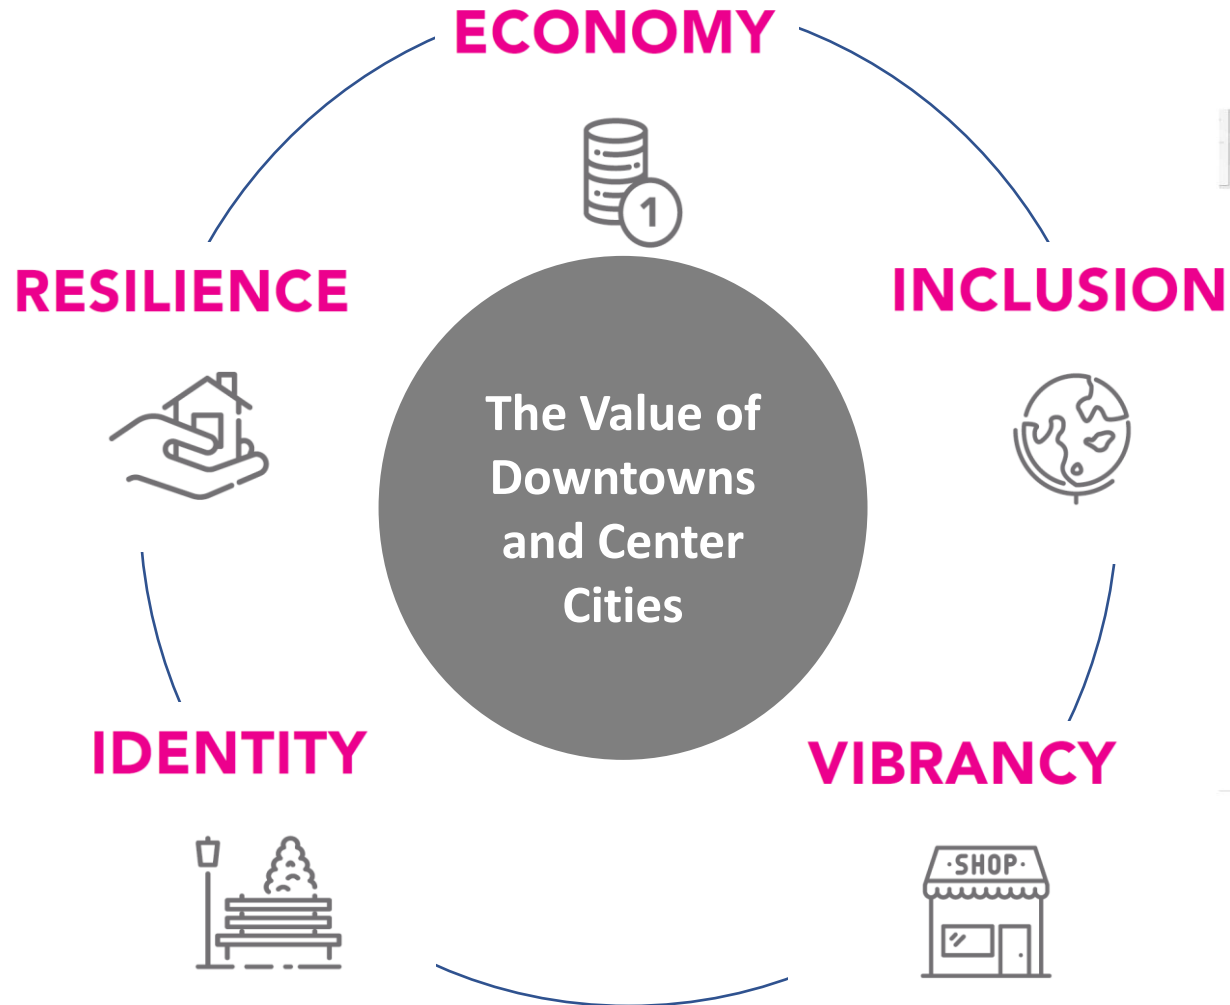 ECONOMY
1
RESILIENCE
INCLUSION
The Value of
Downtowns
and Center
Cities
IDENTITY
VIBRANCY
·SHOP·